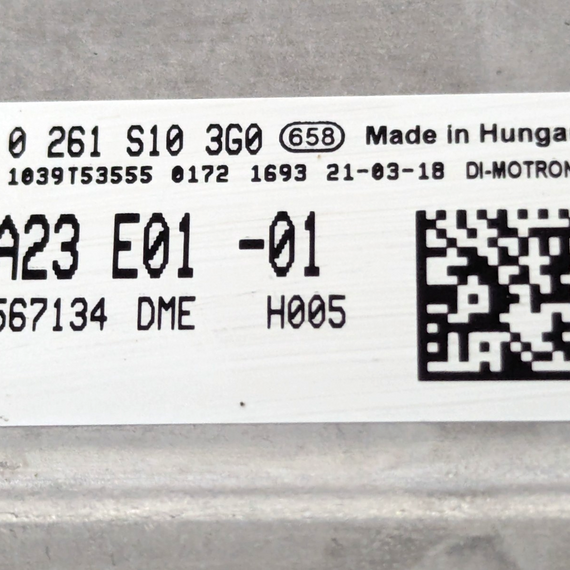 0 261 S10 3G0 658 Made in Hunga
1039T53555 0172 1693 21-03-18 DI-MOTRON
A23 E01 -01
567134 DME H005